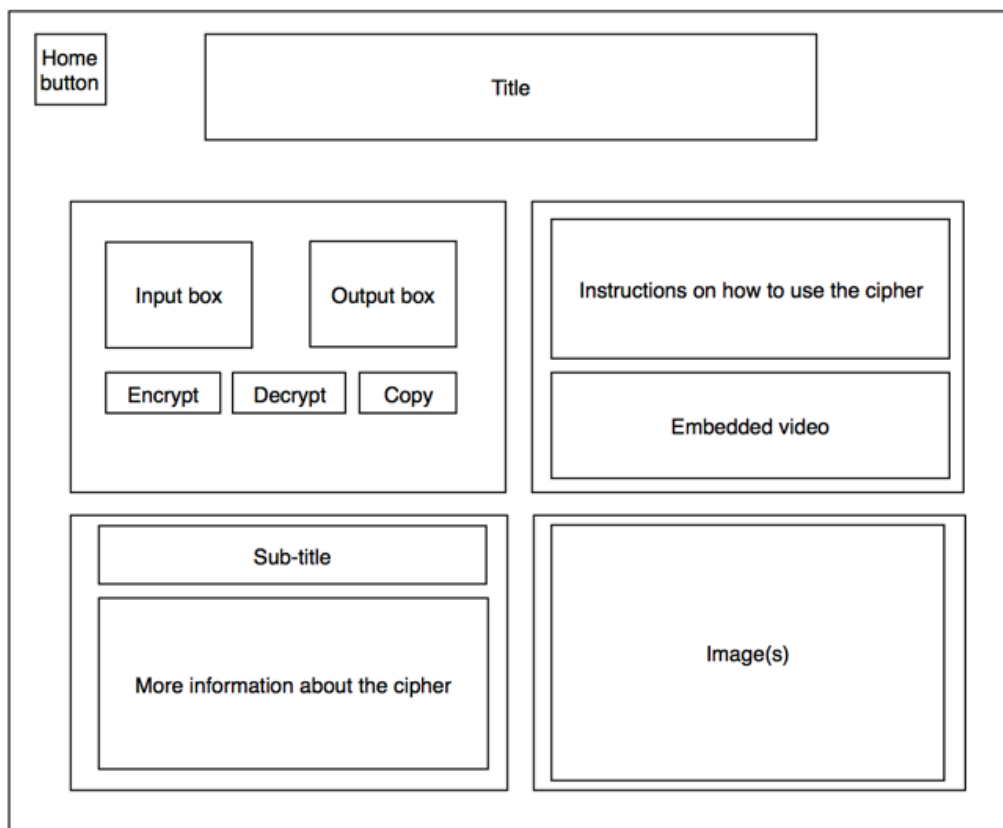 Home
button
Title
Input box
Output box
Encrypt
Decrypt
Copy
Instructions on how to use the cipher
Embedded video
Sub-title
More information about the cipher
Image(s)